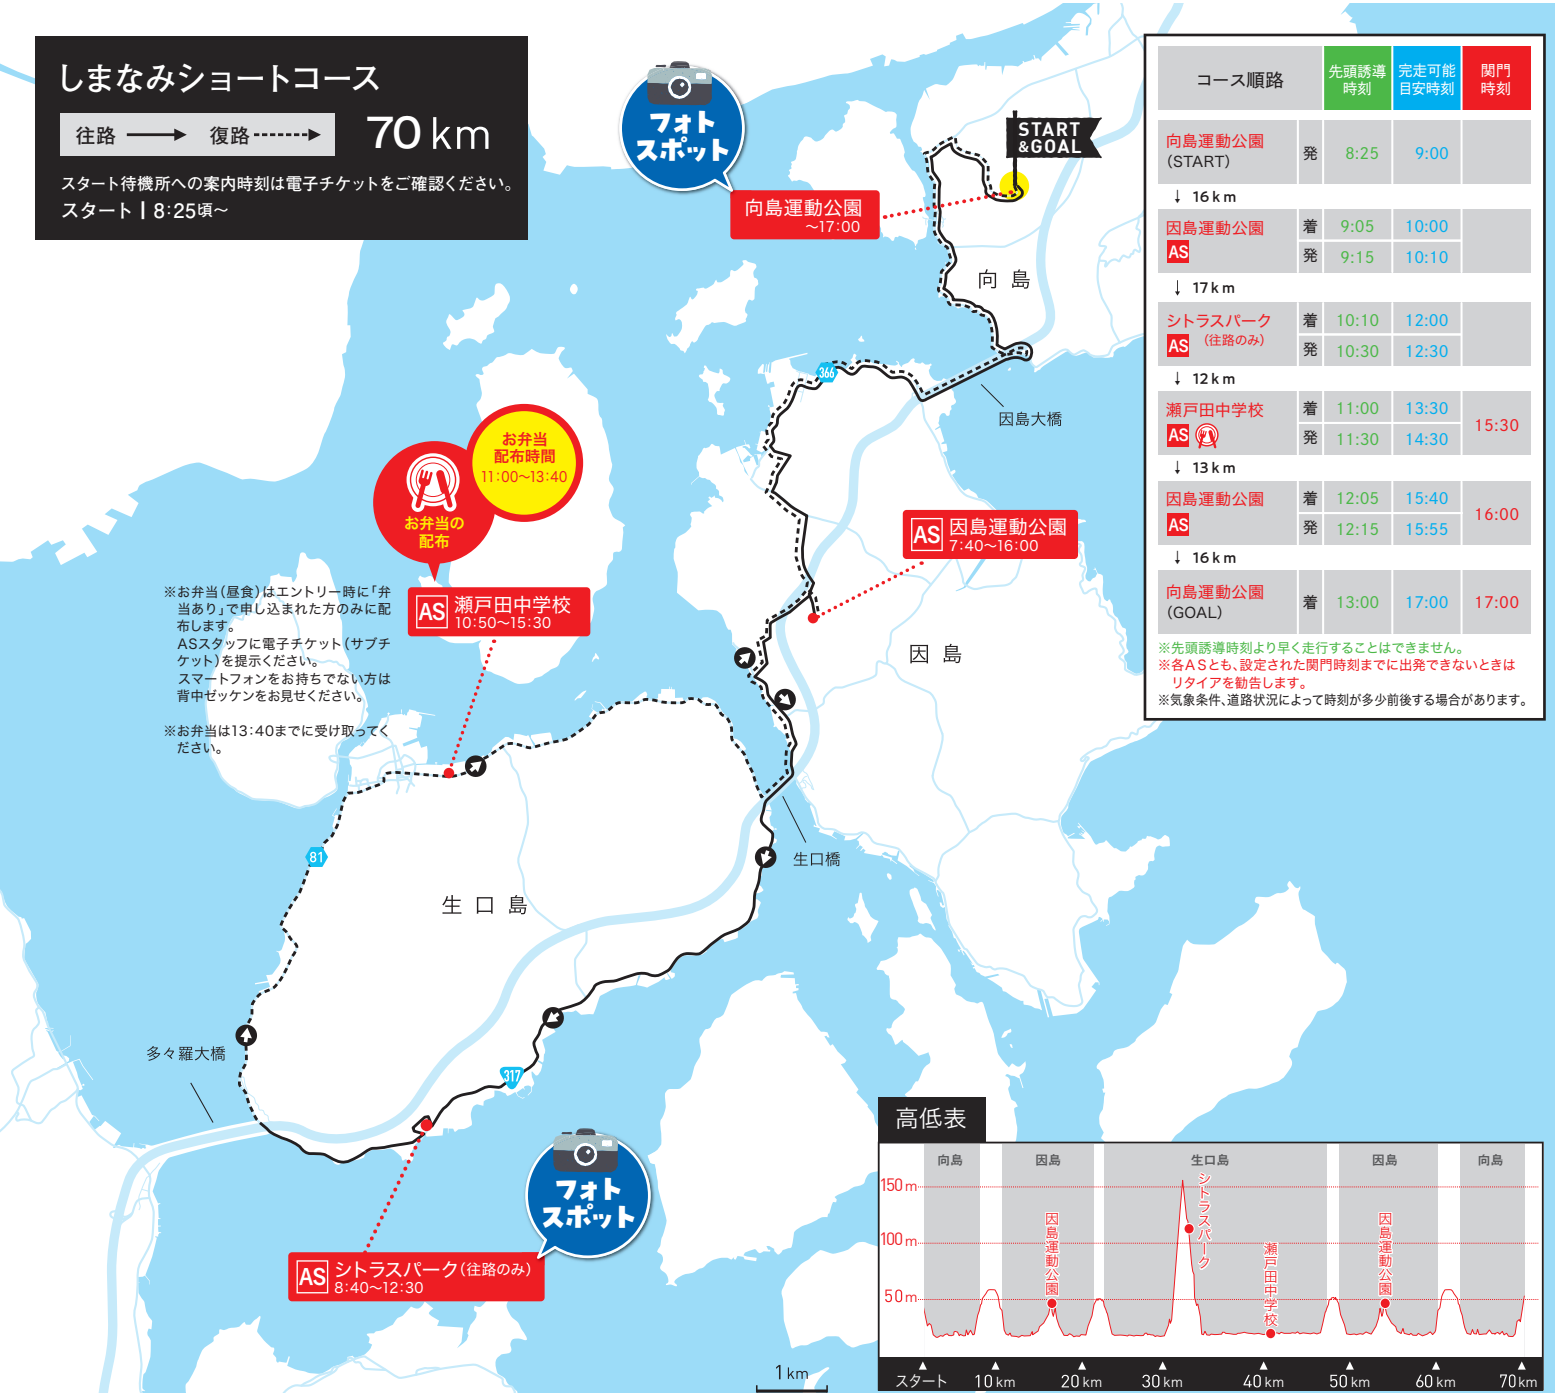 しまなみショートコース
往路 復路
70 km
スタート待機所への案内時刻は電子チケットをご確認ください。
スタート | 8:25頃～
フォト
スポット
向島運動公園
～17:00
START
&GOAL
向島
因島大橋
366
お弁当
配布時間
11:00～13:40
お弁当の
配布
AS 瀬戸田中学校
10:50～15:30
AS 因島運動公園
7:40～16:00
※お弁当(昼食)はエントリー時に「弁
当あり」で申し込まれた方のみに配
布します。
ASスタッフに電子チケット(サブチ
ケット)を提示ください。
スマートフォンをお持ちでない方は
背中ゼッケンをお見せください。
※お弁当は13:40までに受け取ってく
ださい。
因島
81
生口橋
生口島
多々羅大橋
317
フォト
スポット
AS シトラスパーク(往路のみ)
8:40～12:30
1 km
コース順路 先頭誘導時刻 完走可能目安時刻 関門時刻
向島運動公園 (START) 発 8:25 9:00
↓ 16km
因島運動公園 着 9:05 10:00
AS 発 9:15 10:10
↓ 17km
シトラスパーク 着 10:10 12:00
AS (往路のみ) 発 10:30 12:30
↓ 12km
瀬戸田中学校 着 11:00 13:30
AS 発 11:30 14:30 15:30
↓ 13km
因島運動公園 着 12:05 15:40
AS 発 12:15 15:55 16:00
↓ 16km
向島運動公園 (GOAL) 着 13:00 17:00 17:00
※先頭誘導時刻より早く走行することはできません。
※各ASとも、設定された関門時刻までに出発できないときは
リタイアを勧告します。
※気象条件、道路状況によって時刻が多少前後する場合があります。
高低表
向島 因島 生口島 因島 向島
150m
100m
50m
因島運動公園
シトラスパーク
瀬戸田中学校
因島運動公園
スタート 10km 20km 30km 40km 50km 60km 70km